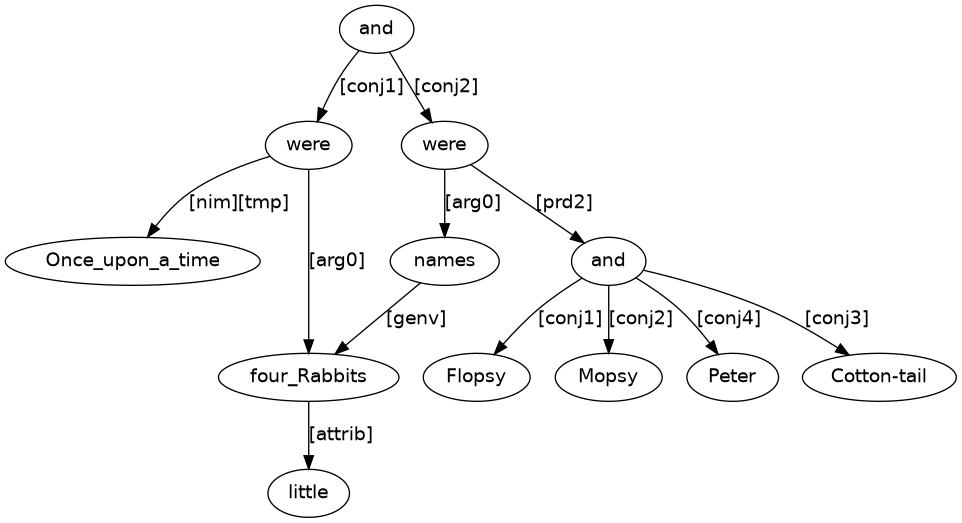 and
[conj1] [conj2]
were were
[nim][tmp] [arg0] [prd2]
Once_upon_a_time [arg0] names and
[genv] [conj1] [conj2] [conj4] [conj3]
four_Rabbits Flopsy Mopsy Peter Cotton-tail
[attrib]
little